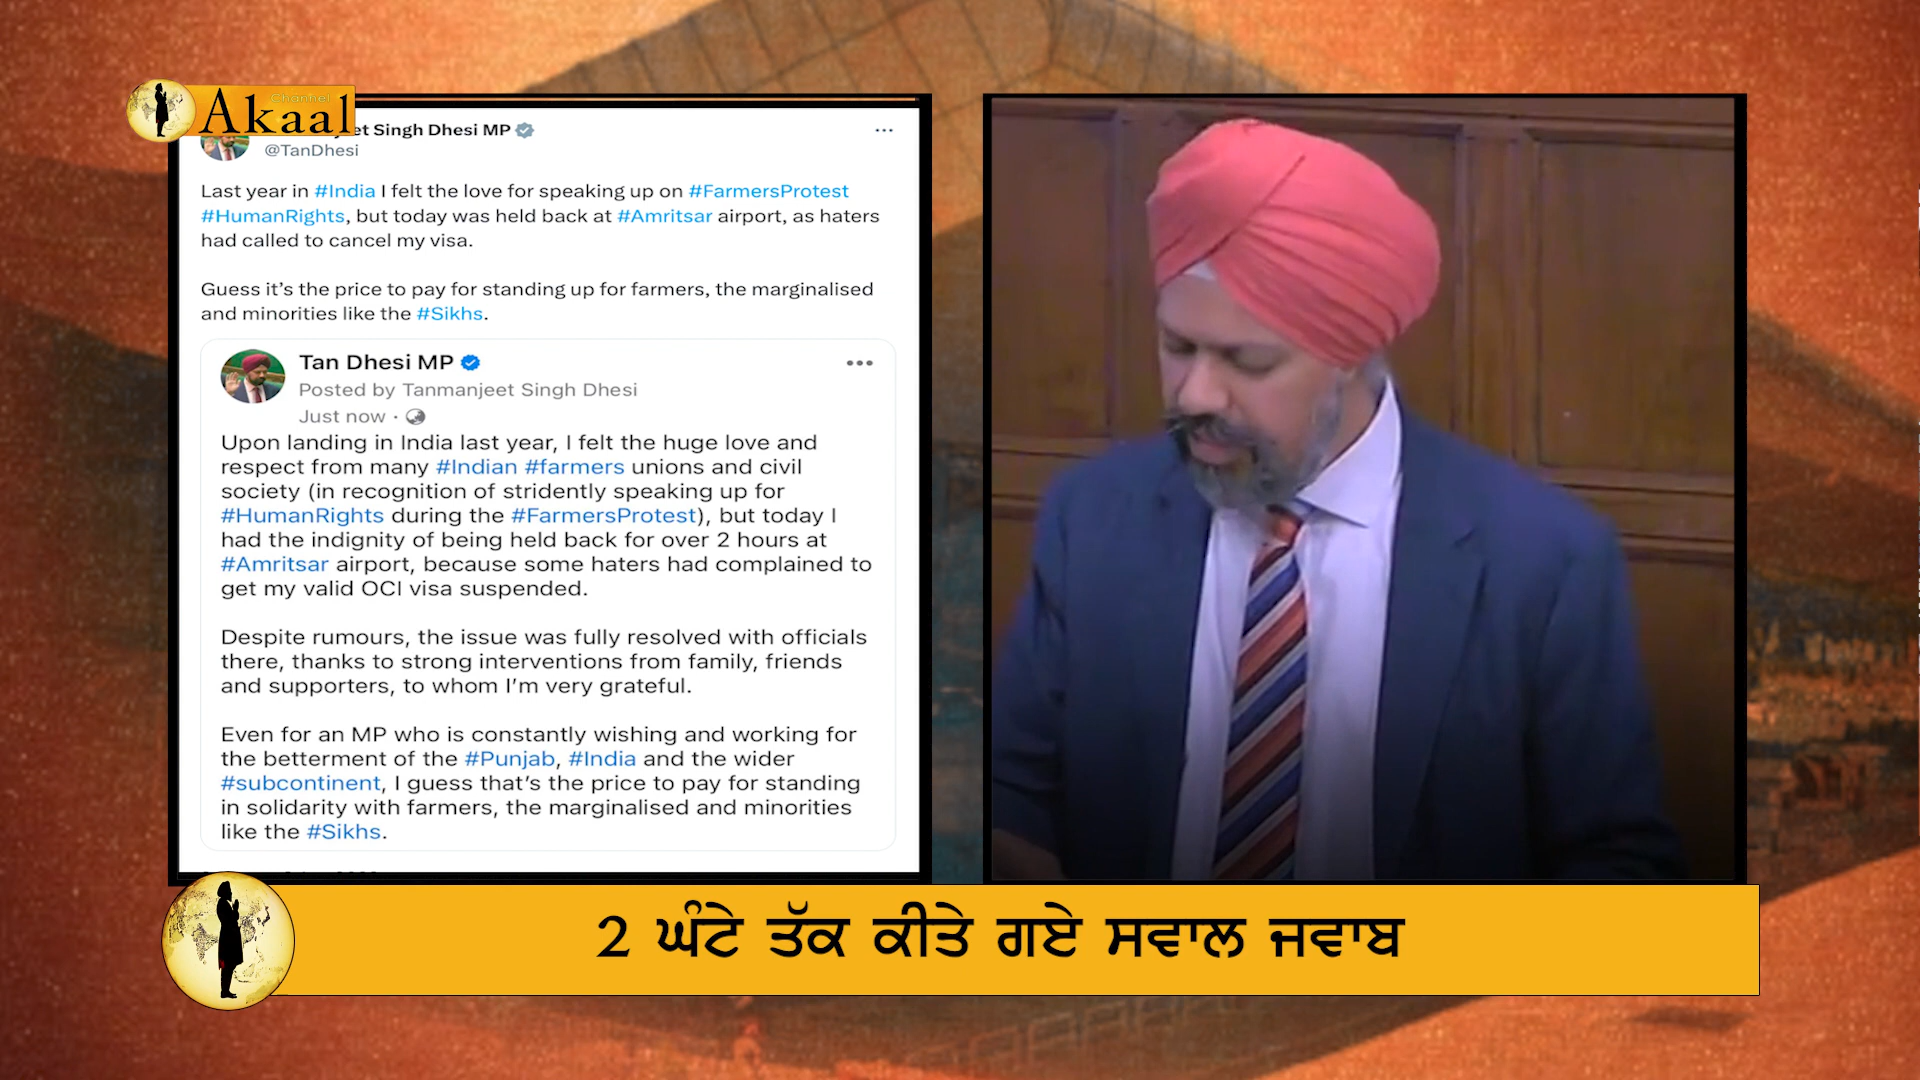 Channel
Akaal
et Singh Dhesi MP
@TanDhesi
Last year in #India I felt the love for speaking up on #FarmersProtest
#HumanRights, but today was held back at #Amritsar airport, as haters
had called to cancel my visa.
Guess it’s the price to pay for standing up for farmers, the marginalised
and minorities like the #Sikhs.
Tan Dhesi MP
Posted by Tanmanjeet Singh Dhesi
Just now ·
Upon landing in India last year, I felt the huge love and
respect from many #Indian #farmers unions and civil
society (in recognition of stridently speaking up for
#HumanRights during the #FarmersProtest), but today I
had the indignity of being held back for over 2 hours at
#Amritsar airport, because some haters had complained to
get my valid OCI visa suspended.
Despite rumours, the issue was fully resolved with officials
there, thanks to strong interventions from family, friends
and supporters, to whom I’m very grateful.
Even for an MP who is constantly wishing and working for
the betterment of the #Punjab, #India and the wider
#subcontinent, I guess that’s the price to pay for standing
in solidarity with farmers, the marginalised and minorities
like the #Sikhs.
2 ਘੰਟੇ ਤੱਕ ਕੀਤੇ ਗਏ ਸਵਾਲ ਜਵਾਬ